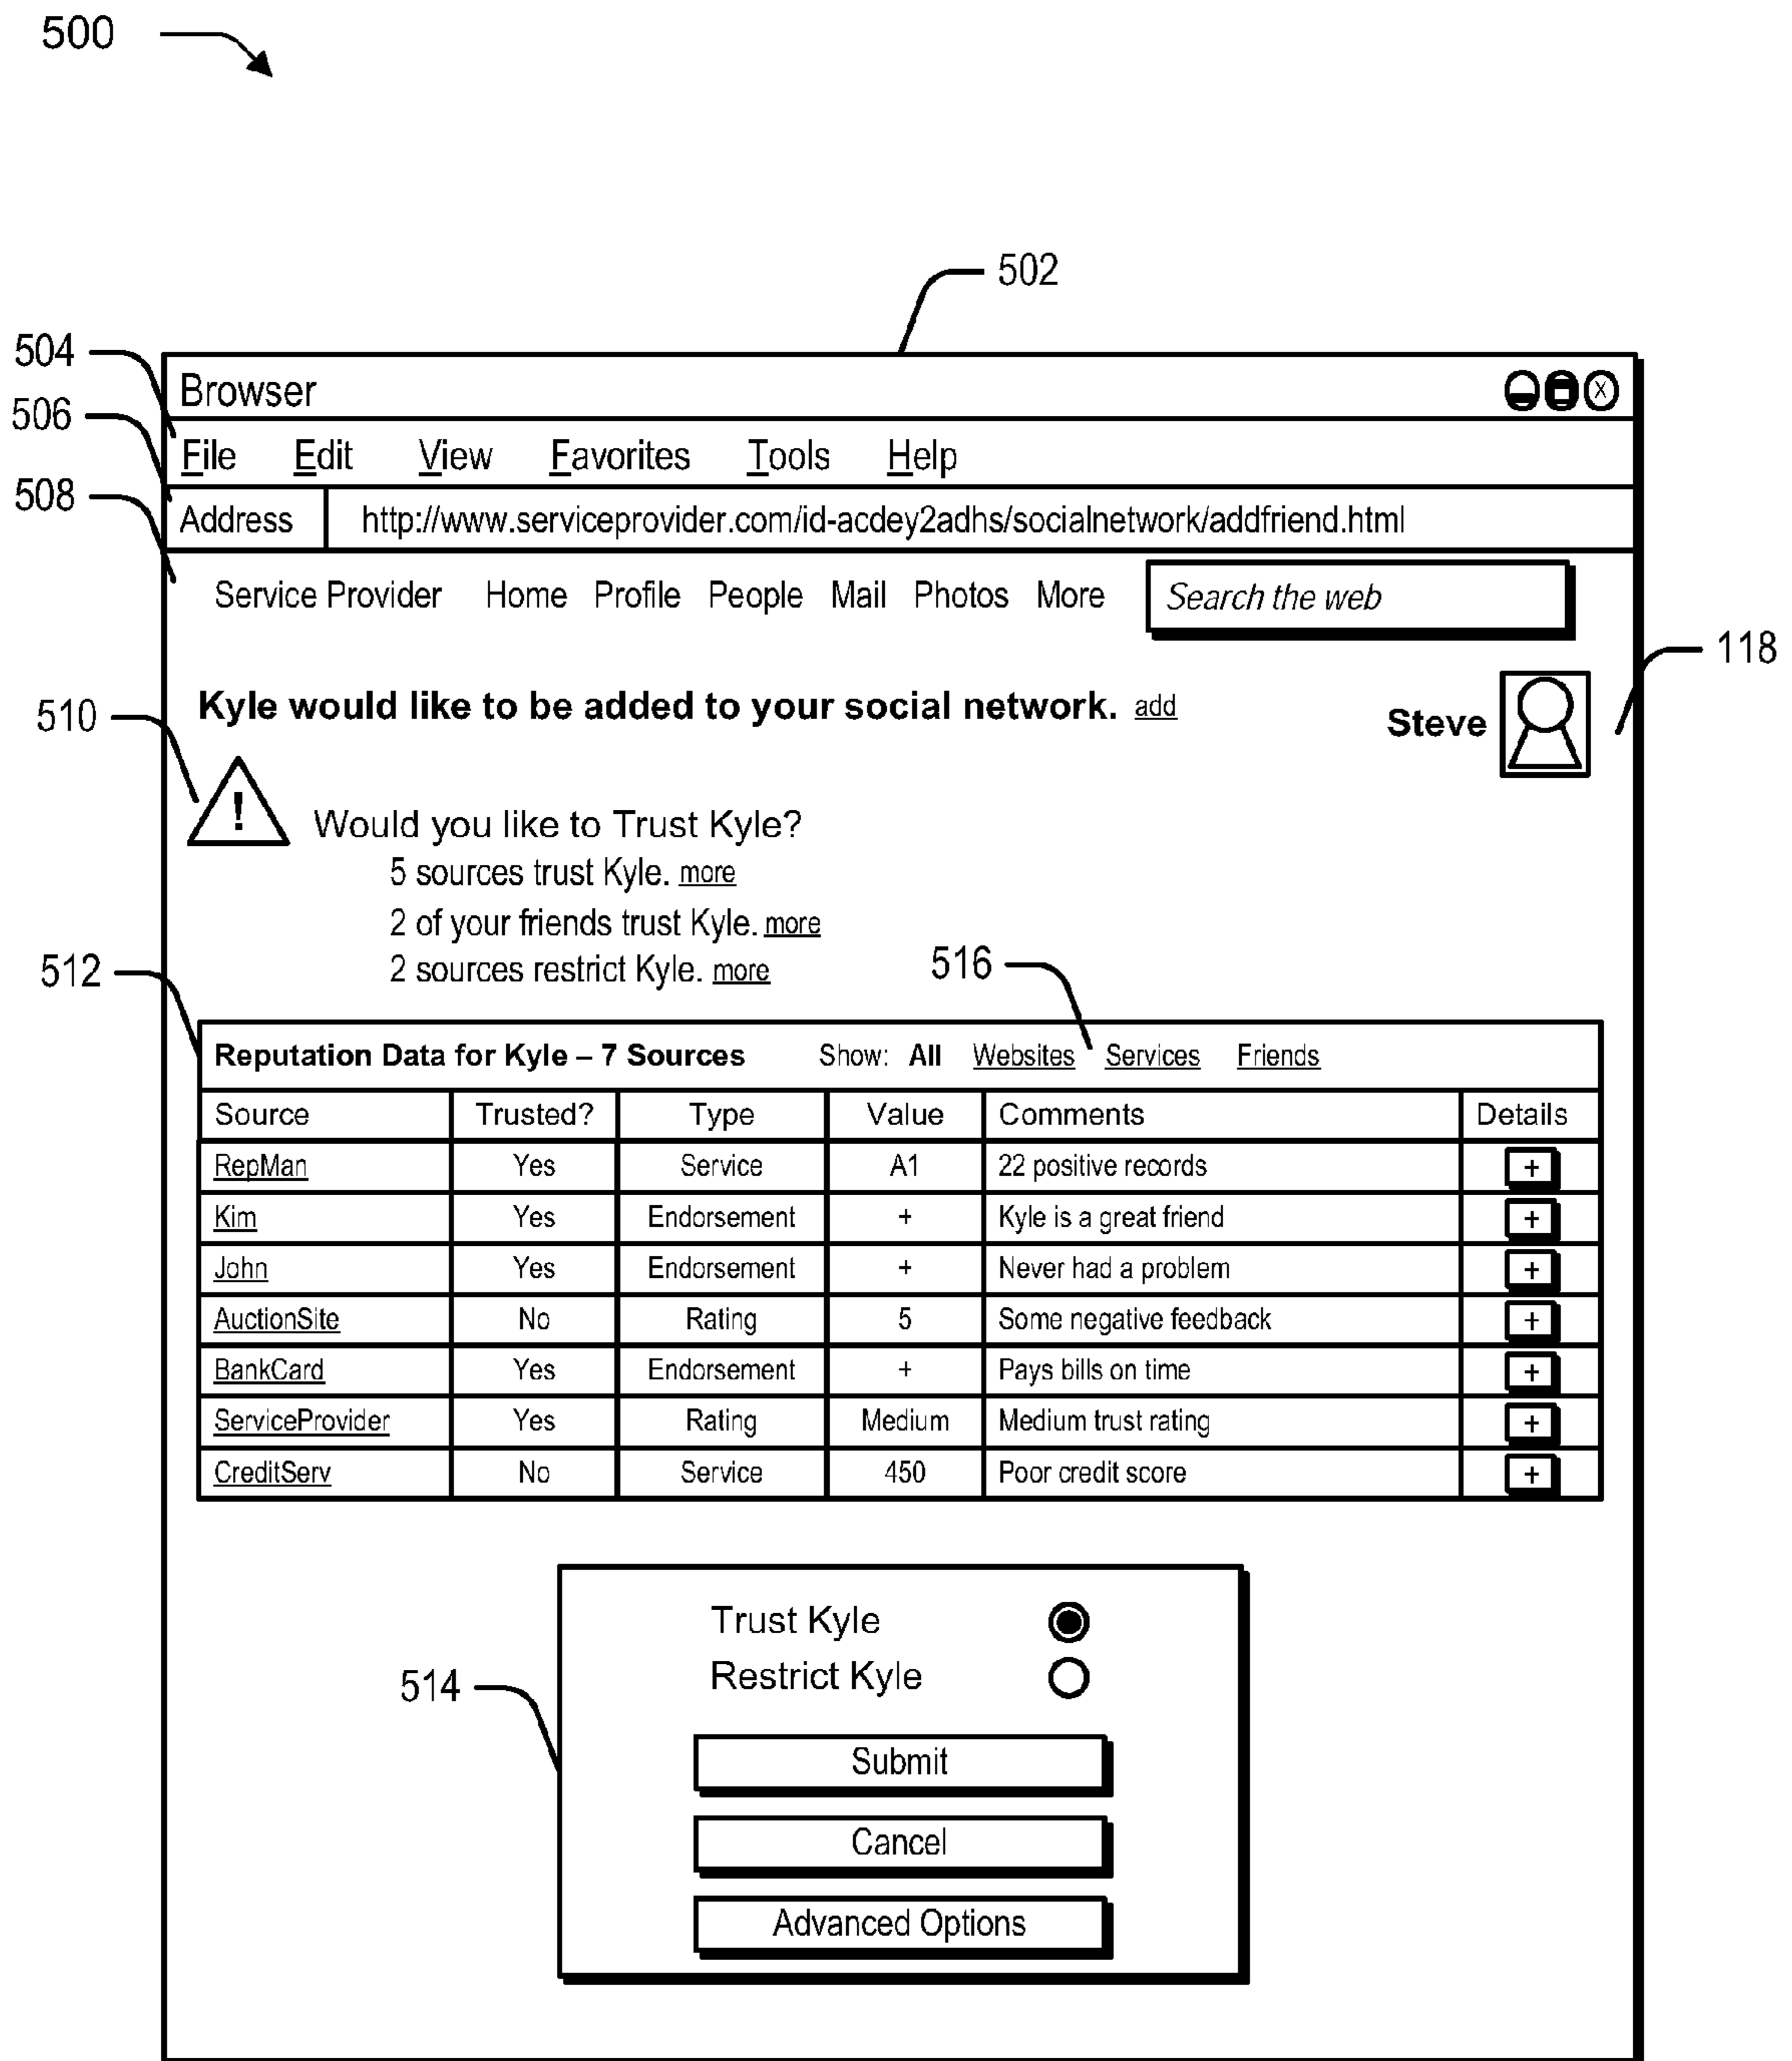 500
502
504
Browser
X
506
File Edit View Favorites Tools Help
508
Address http://www.serviceprovider.com/id-acdey2adhs/socialnetwork/addfriend.html
Service Provider Home Profile People Mail Photos More Search the web
118
Kyle would like to be added to your social network. add
510
Steve
!
Would you like to Trust Kyle?
5 sources trust Kyle. more
2 of your friends trust Kyle. more
512
2 sources restrict Kyle. more
516
Reputation Data for Kyle – 7 Sources Show: All Websites Services Friends
Source Trusted? Type Value Comments Details
RepMan Yes Service A1 22 positive records +
Kim Yes Endorsement + Kyle is a great friend +
John Yes Endorsement + Never had a problem +
AuctionSite No Rating 5 Some negative feedback +
BankCard Yes Endorsement + Pays bills on time +
ServiceProvider Yes Rating Medium Medium trust rating +
CreditServ No Service 450 Poor credit score +
Trust Kyle
Restrict Kyle
514
Submit
Cancel
Advanced Options